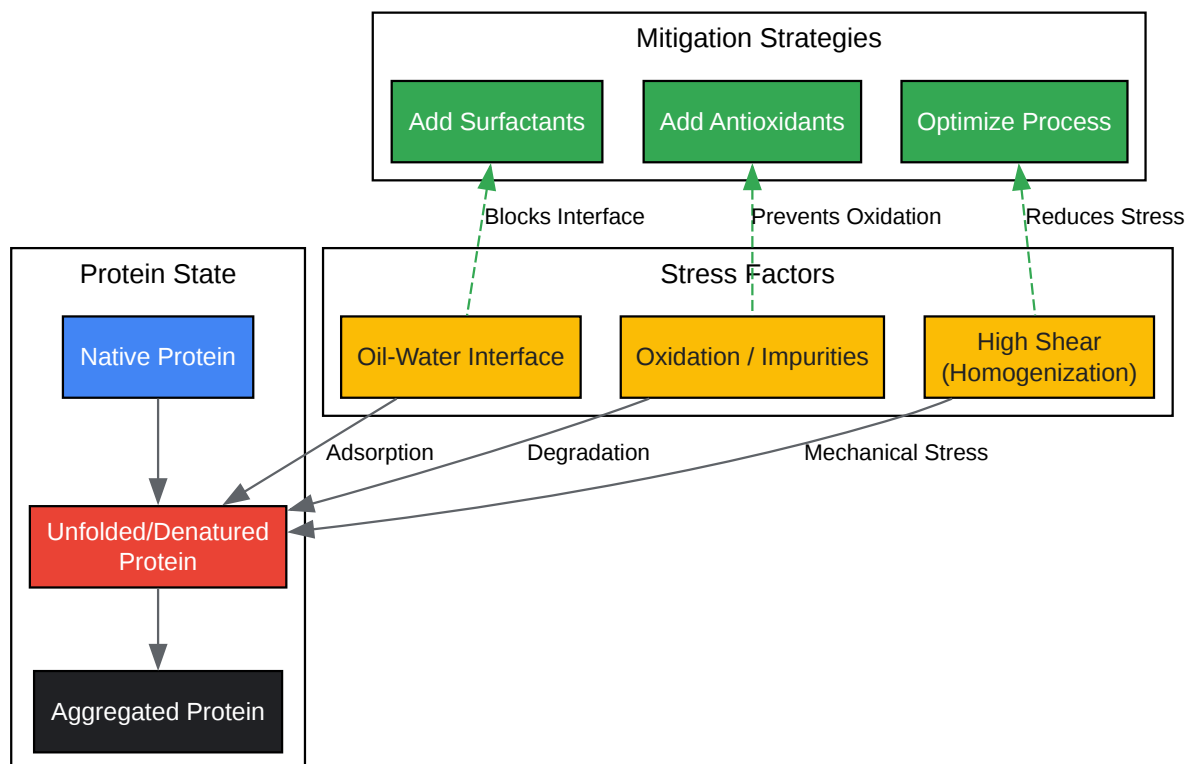 Mitigation Strategies
Add Surfactants
Add Antioxidants
Optimize Process
Blocks Interface
Prevents Oxidation
Reduces Stress
Protein State
Stress Factors
Native Protein
Oil-Water Interface
Oxidation / Impurities
High Shear
(Homogenization)
Adsorption
Degradation
Mechanical Stress
Unfolded/Denatured
Protein
Aggregated Protein